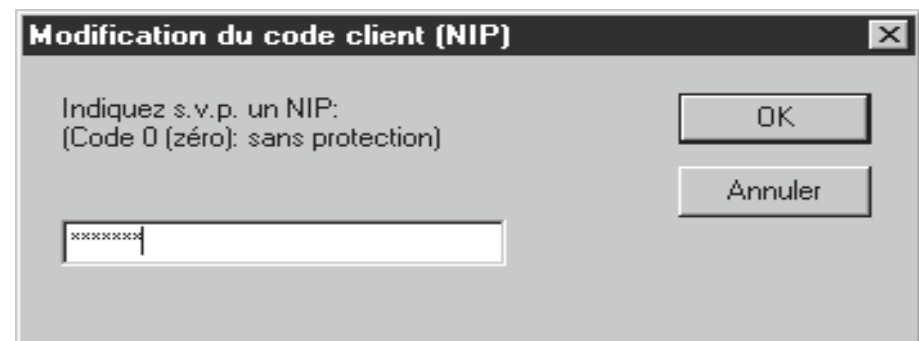 Modification du code client (NIP)
Indiquez s.v.p. un NIP:
(Code 0 (zéro): sans protection)
OK
Annuler
*******